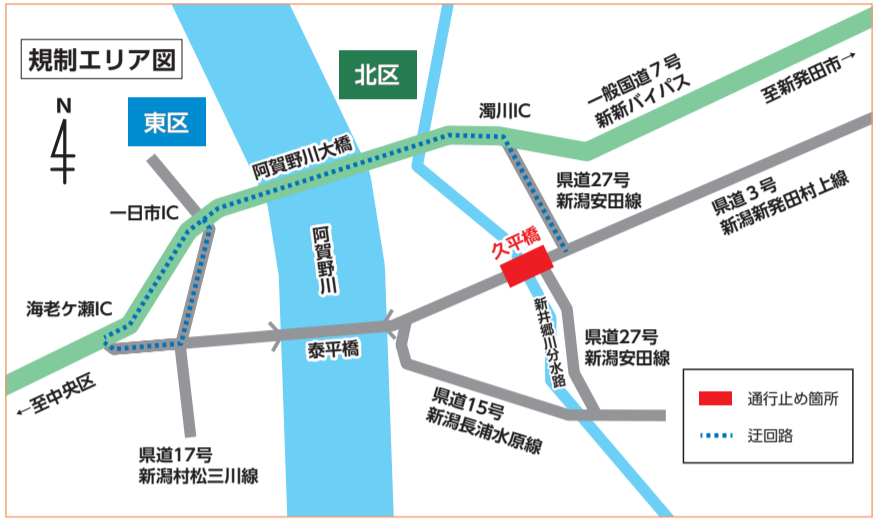 規制エリア図
N
東区
北区
濁川IC
一般国道7号
新新バイパス
至新発田市→
阿賀野川大橋
県道27号
新潟安田線
県道3号
新潟新発田村上線
一日市IC
阿賀野川
久平橋
海老ケ瀬IC
泰平橋
新井郷川分水路
県道27号
新潟安田線
←至中央区
県道15号
新潟長浦水原線
県道17号
新潟村松三川線
通行止め箇所
迂回路